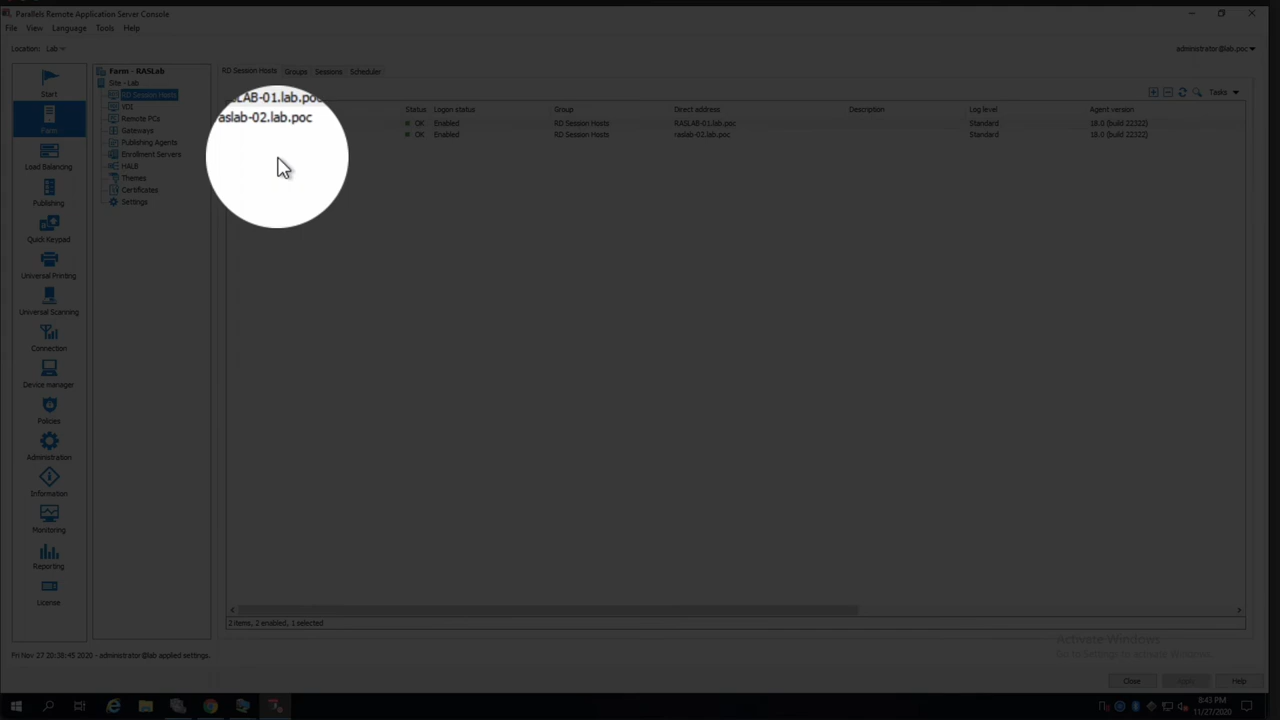 Parallels Remote Application Server Console
File View Language Tools Help
Location: Lab
administrator@lab.poc
Start
Farm
Load Balancing
Publishing
Quick Keypad
Universal Printing
Universal Scanning
Connection
Device manager
Policies
Administration
Information
Monitoring
Reporting
License
Farm - RASLab
Site - Lab
RD Session Hosts
VDI
Remote PCs
Gateways
Publishing Agents
Enrollment Servers
HALB
Themes
Certificates
Settings
RD Session Hosts Groups Sessions Scheduler
Tasks
Status Logon status Group Direct address Description Log level Agent version
SLAB-01.lab.poc OK Enabled RD Session Hosts RASLAB-01.lab.poc Standard 18.0 (build 22322)
aslab-02.lab.poc OK Enabled RD Session Hosts raslab-02.lab.poc Standard 18.0 (build 22322)
2 items, 2 enabled, 1 selected
Activate Windows
Go to Settings to activate Windows.
Fri Nov 27 20:38:45 2020 - administrator@lab applied settings.
Close Apply Help
8:43 PM
11/27/2020